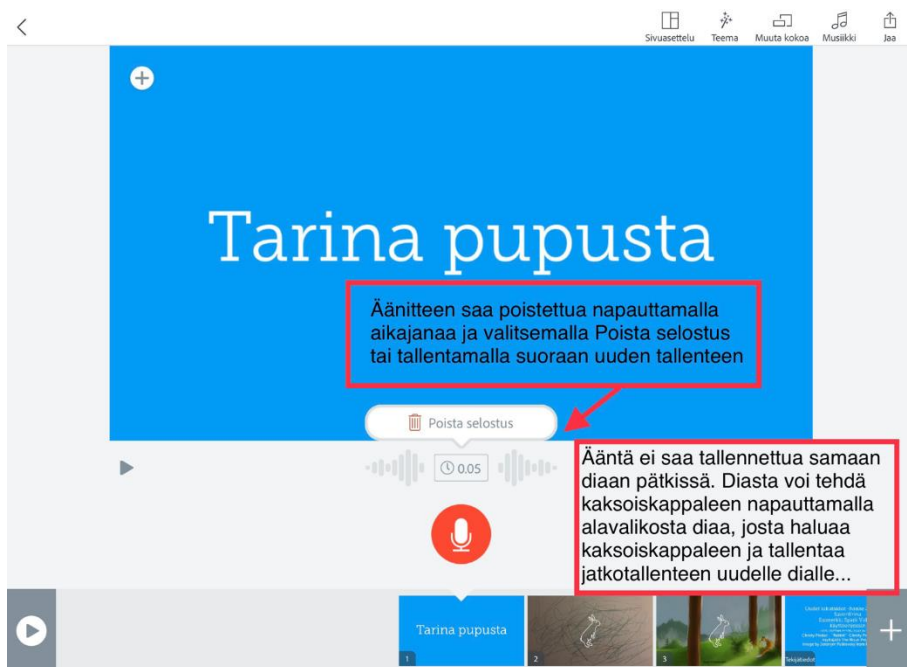 Sivuasettelu Teema Muuta kokoa Musiikki Jaa
Tarina pupusta
Äänitteen saa poistettua napauttamalla
aikajanaa ja valitsemalla Poista selostus
tai tallentamalla suoraan uuden tallenteen
Poista selostus
0.05
Ääntä ei saa tallennettua samaan
diaan pätkissä. Diasta voi tehdä
kaksoiskappaleen napauttamalla
alavalikosta diaa, josta haluaa
kaksoiskappaleen ja tallentaa
jatkotallenteen uudelle dialle...
Tarina pupusta
1 2 3 Tekijätiedot